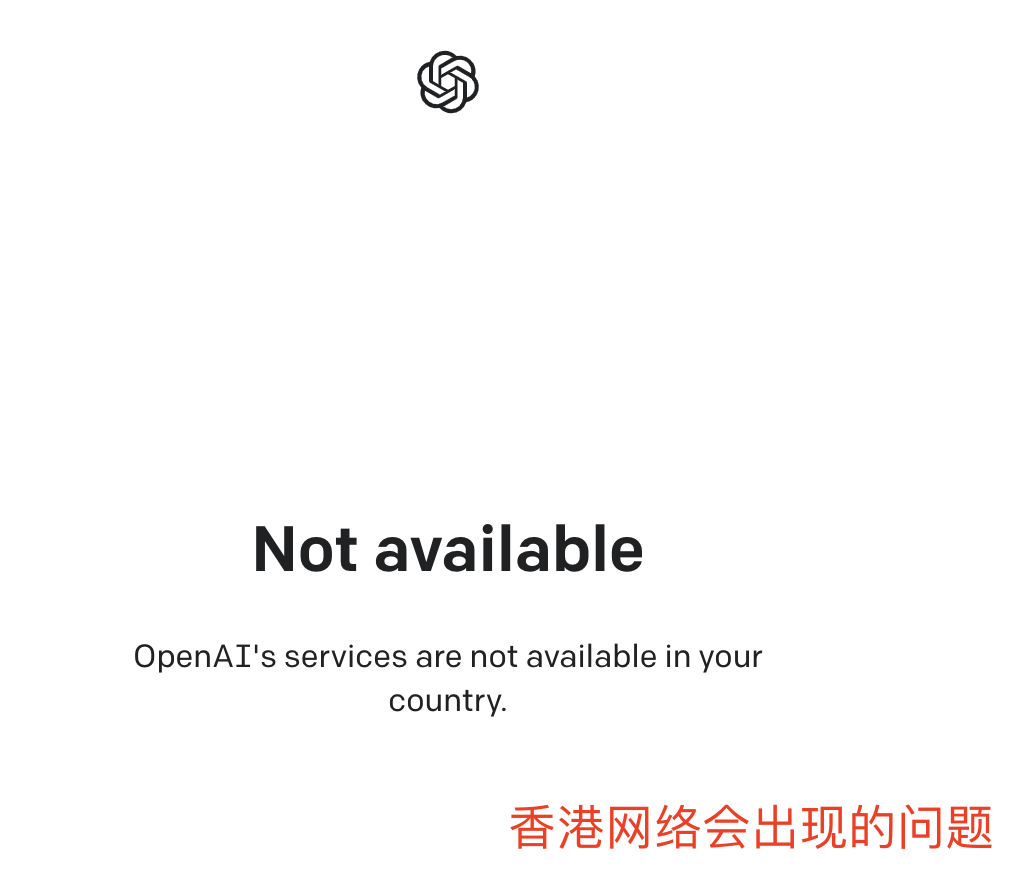 Not available
OpenAI's services are not available in your
country.
香港网络会出现的问题